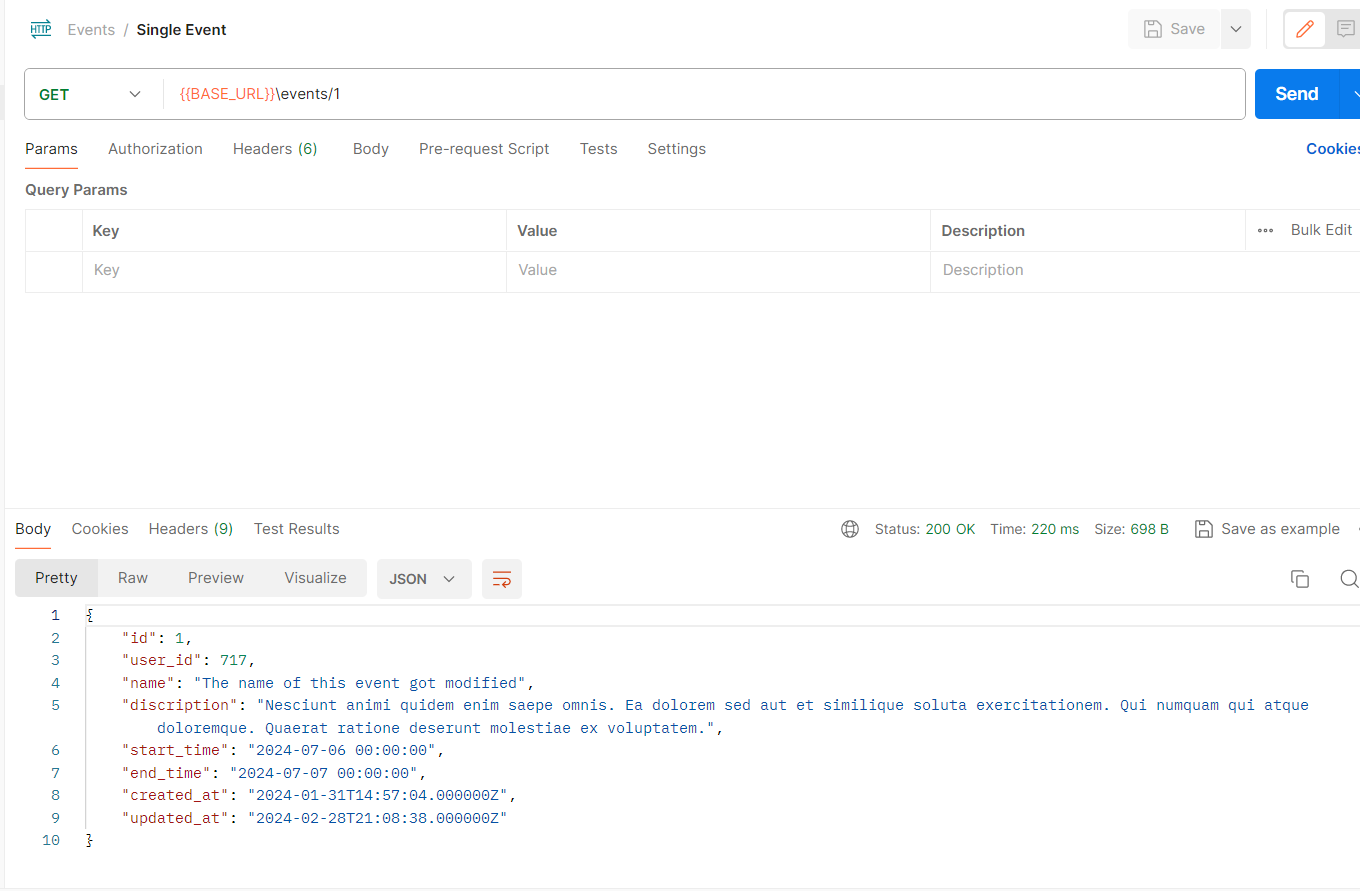 HTTP Events / Single Event Save
GET {{BASE_URL}}\events/1 Send
Params Authorization Headers (6) Body Pre-request Script Tests Settings Cookies
Query Params
Key Value Description Bulk Edit
Key Value Description
Body Cookies Headers (9) Test Results Status: 200 OK Time: 220 ms Size: 698 B Save as example
Pretty Raw Preview Visualize JSON
1 {
2 "id": 1,
3 "user_id": 717,
4 "name": "The name of this event got modified",
5 "discription": "Nesciunt animi quidem enim saepe omnis. Ea dolorem sed aut et similique soluta exercitationem. Qui numquam qui atque
doloremque. Quaerat ratione deserunt molestiae ex voluptatem.",
6 "start_time": "2024-07-06 00:00:00",
7 "end_time": "2024-07-07 00:00:00",
8 "created_at": "2024-01-31T14:57:04.000000Z",
9 "updated_at": "2024-02-28T21:08:38.000000Z"
10 }